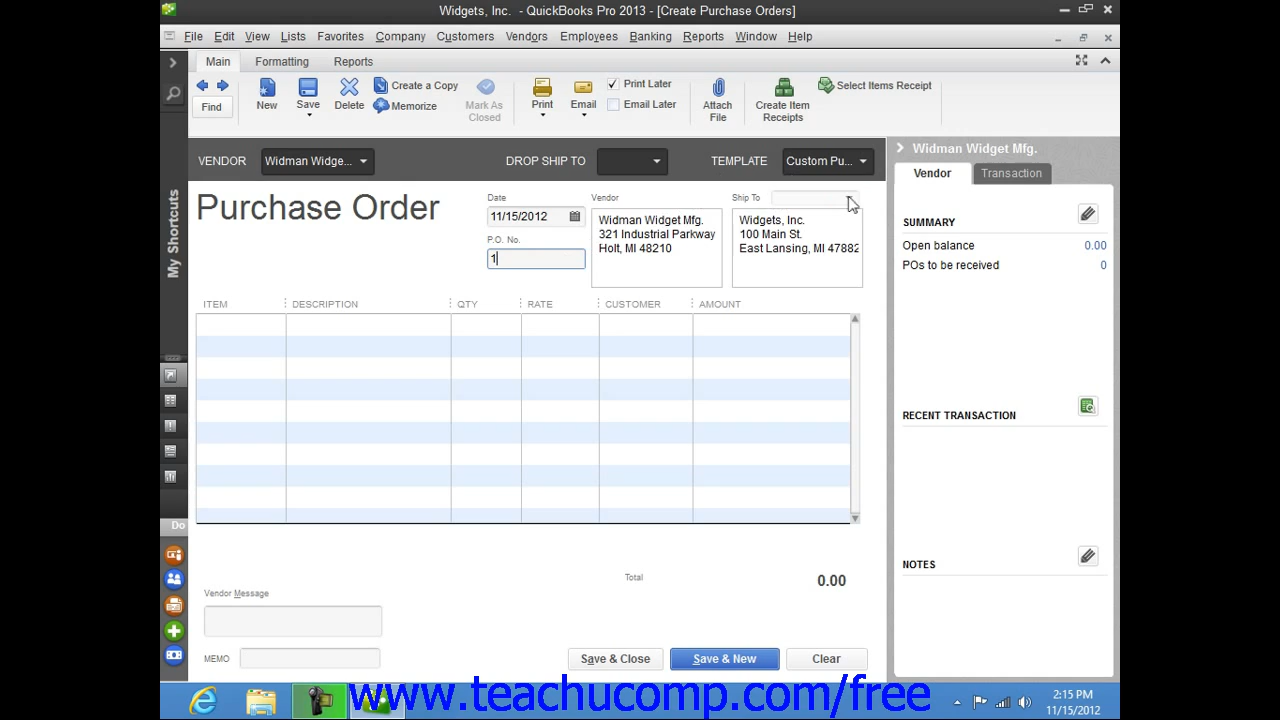 Widgets, Inc. - QuickBooks Pro 2013 - [Create Purchase Orders]
File Edit View Lists Favorites Company Customers Vendors Employees Banking Reports Window Help
Main Formatting Reports
Find New Save Delete Create a Copy Memorize Mark As Closed Print Email Print Later Email Later Attach File Create Item Receipts Select Items Receipt
VENDOR Widman Widge... DROP SHIP TO TEMPLATE Custom Pu...
Widman Widget Mfg.
Vendor Transaction
My Shortcuts
Do
Purchase Order
Date
11/15/2012
P.O. No.
1
Vendor
Widman Widget Mfg.
321 Industrial Parkway
Holt, MI 48210
Ship To
Widgets, Inc.
100 Main St.
East Lansing, MI 47882
ITEM DESCRIPTION QTY RATE CUSTOMER AMOUNT
Total 0.00
Vendor Message
MEMO
Save & Close Save & New Clear
SUMMARY
Open balance 0.00
POs to be received 0
RECENT TRANSACTION
NOTES
www.teachucomp.com/free
2:15 PM
11/15/2012